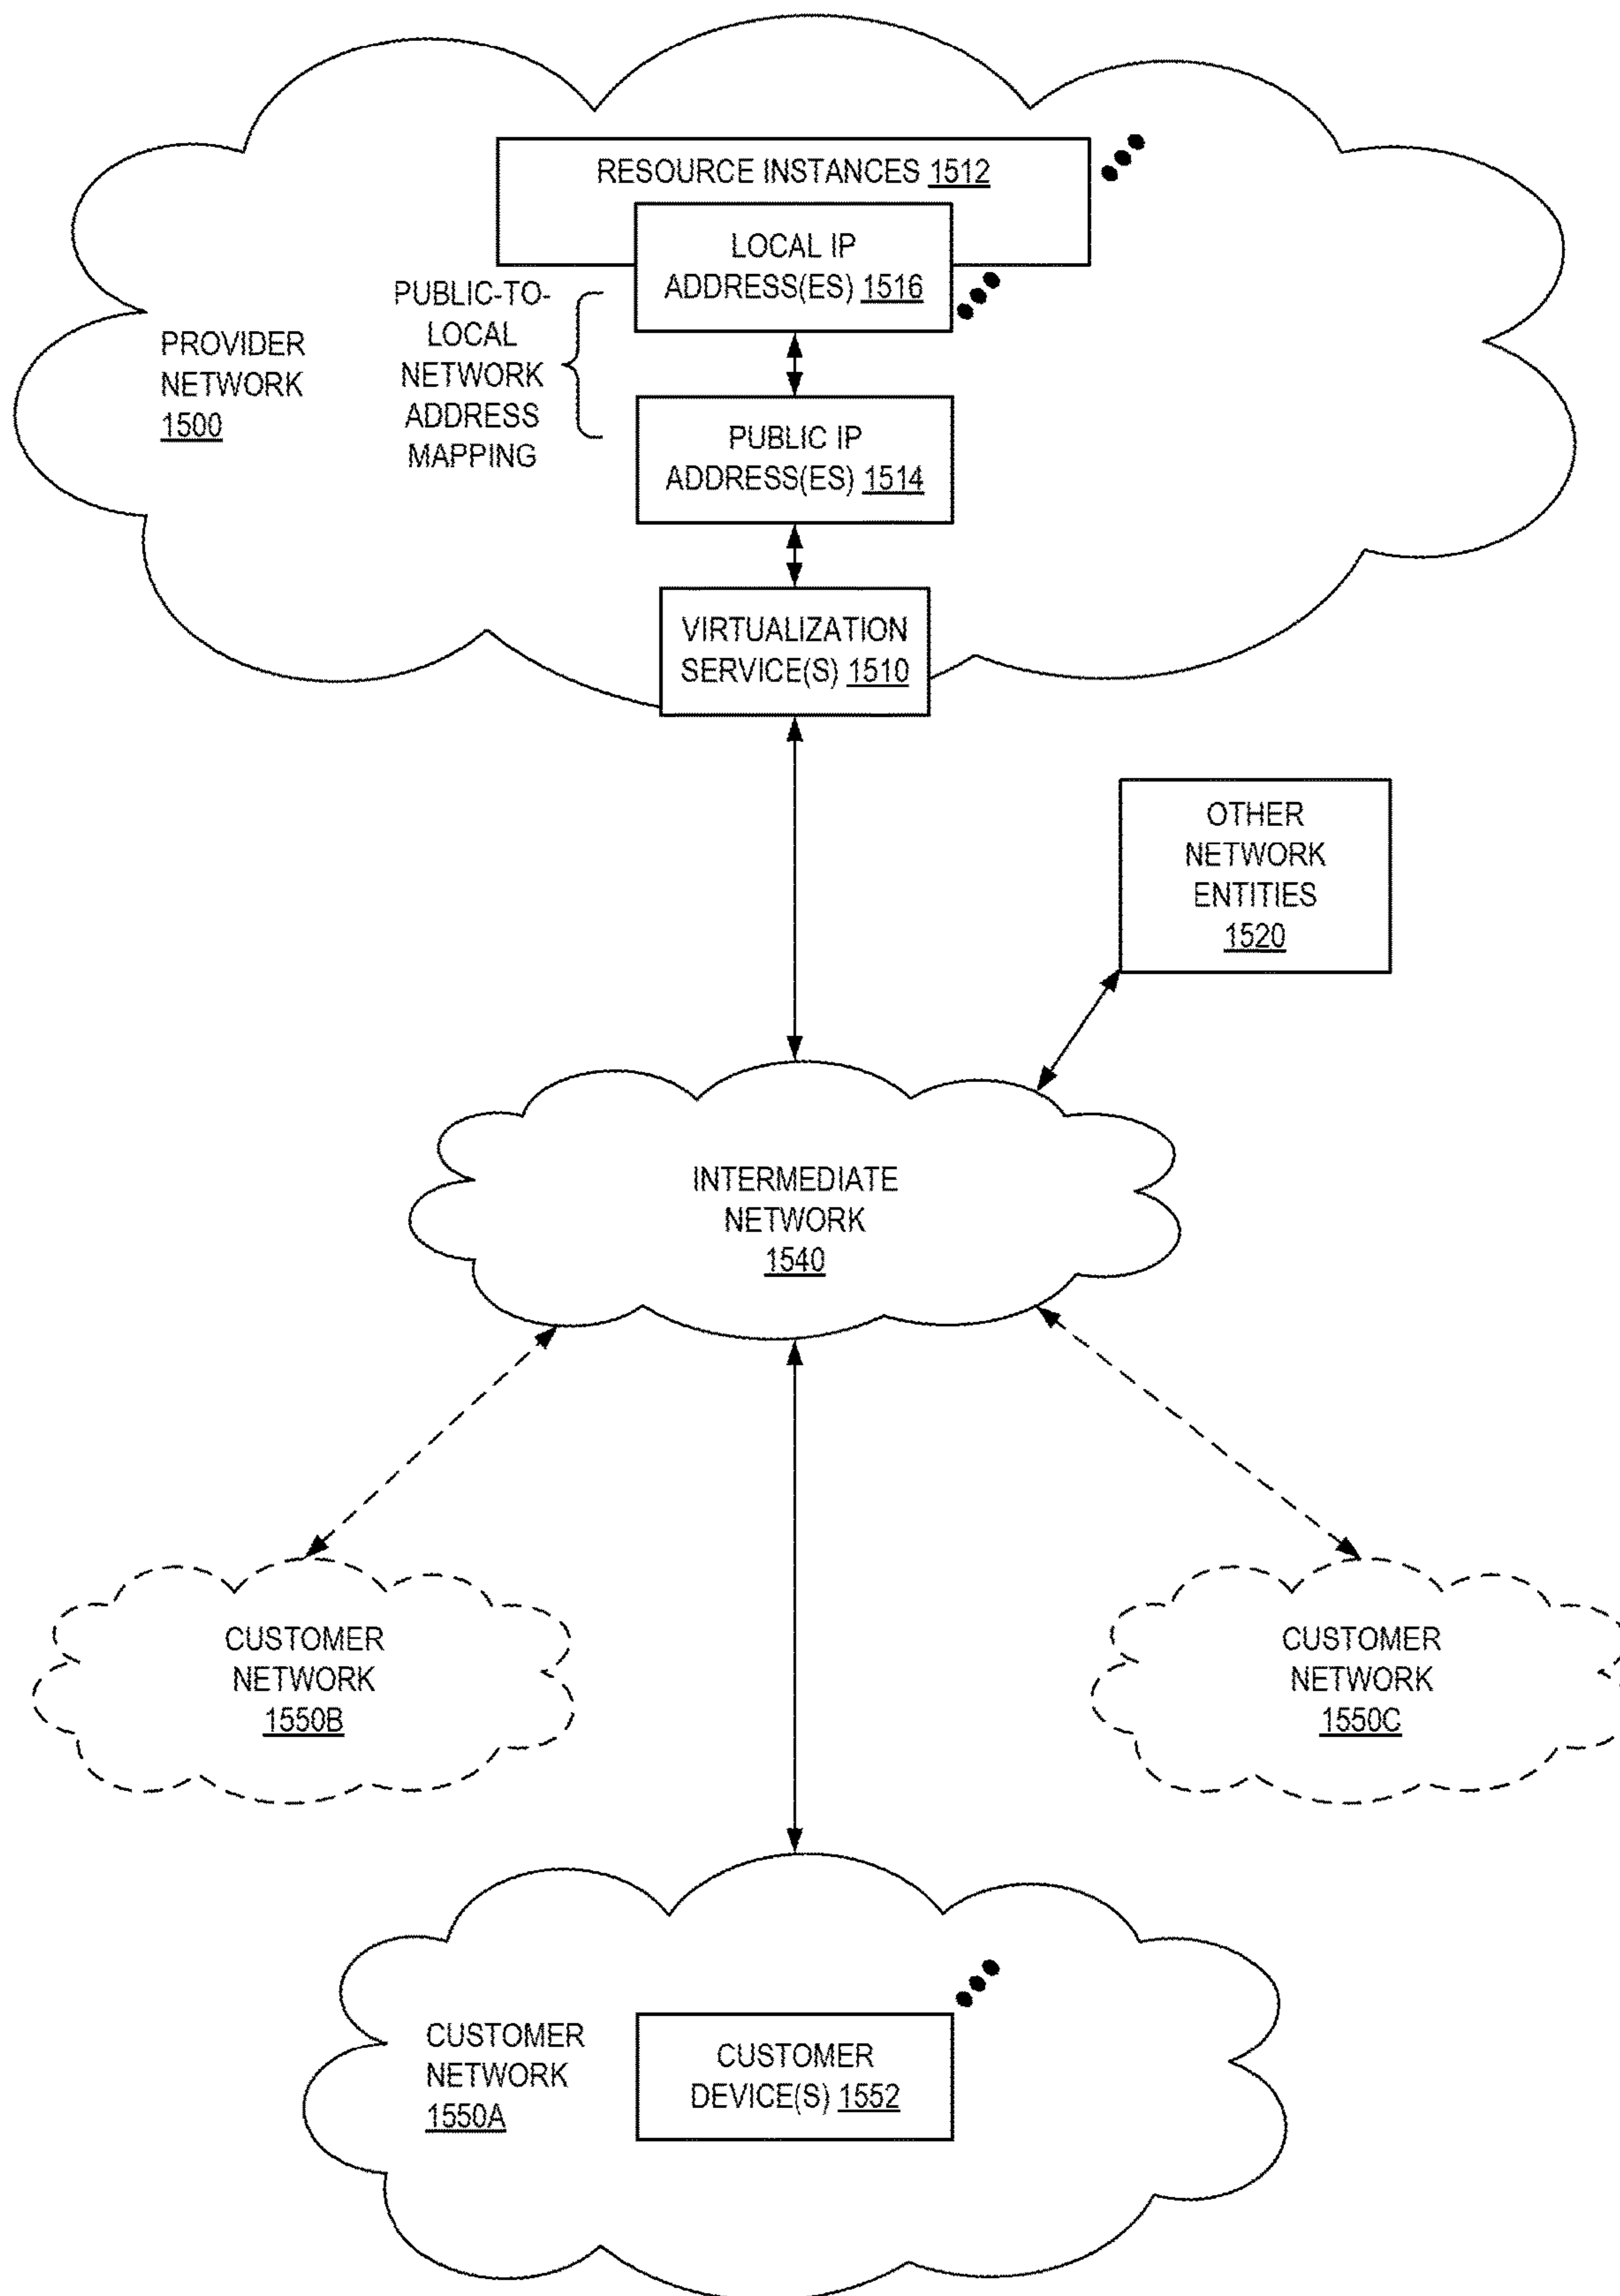 RESOURCE INSTANCES 1512
LOCAL IP
ADDRESS(ES) 1516
PUBLIC-TO-
LOCAL
NETWORK
ADDRESS
MAPPING
PROVIDER
NETWORK
1500
PUBLIC IP
ADDRESS(ES) 1514
VIRTUALIZATION
SERVICE(S) 1510
OTHER
NETWORK
ENTITIES
1520
INTERMEDIATE
NETWORK
1540
CUSTOMER
NETWORK
1550B
CUSTOMER
NETWORK
1550C
CUSTOMER
NETWORK
1550A
CUSTOMER
DEVICE(S) 1552